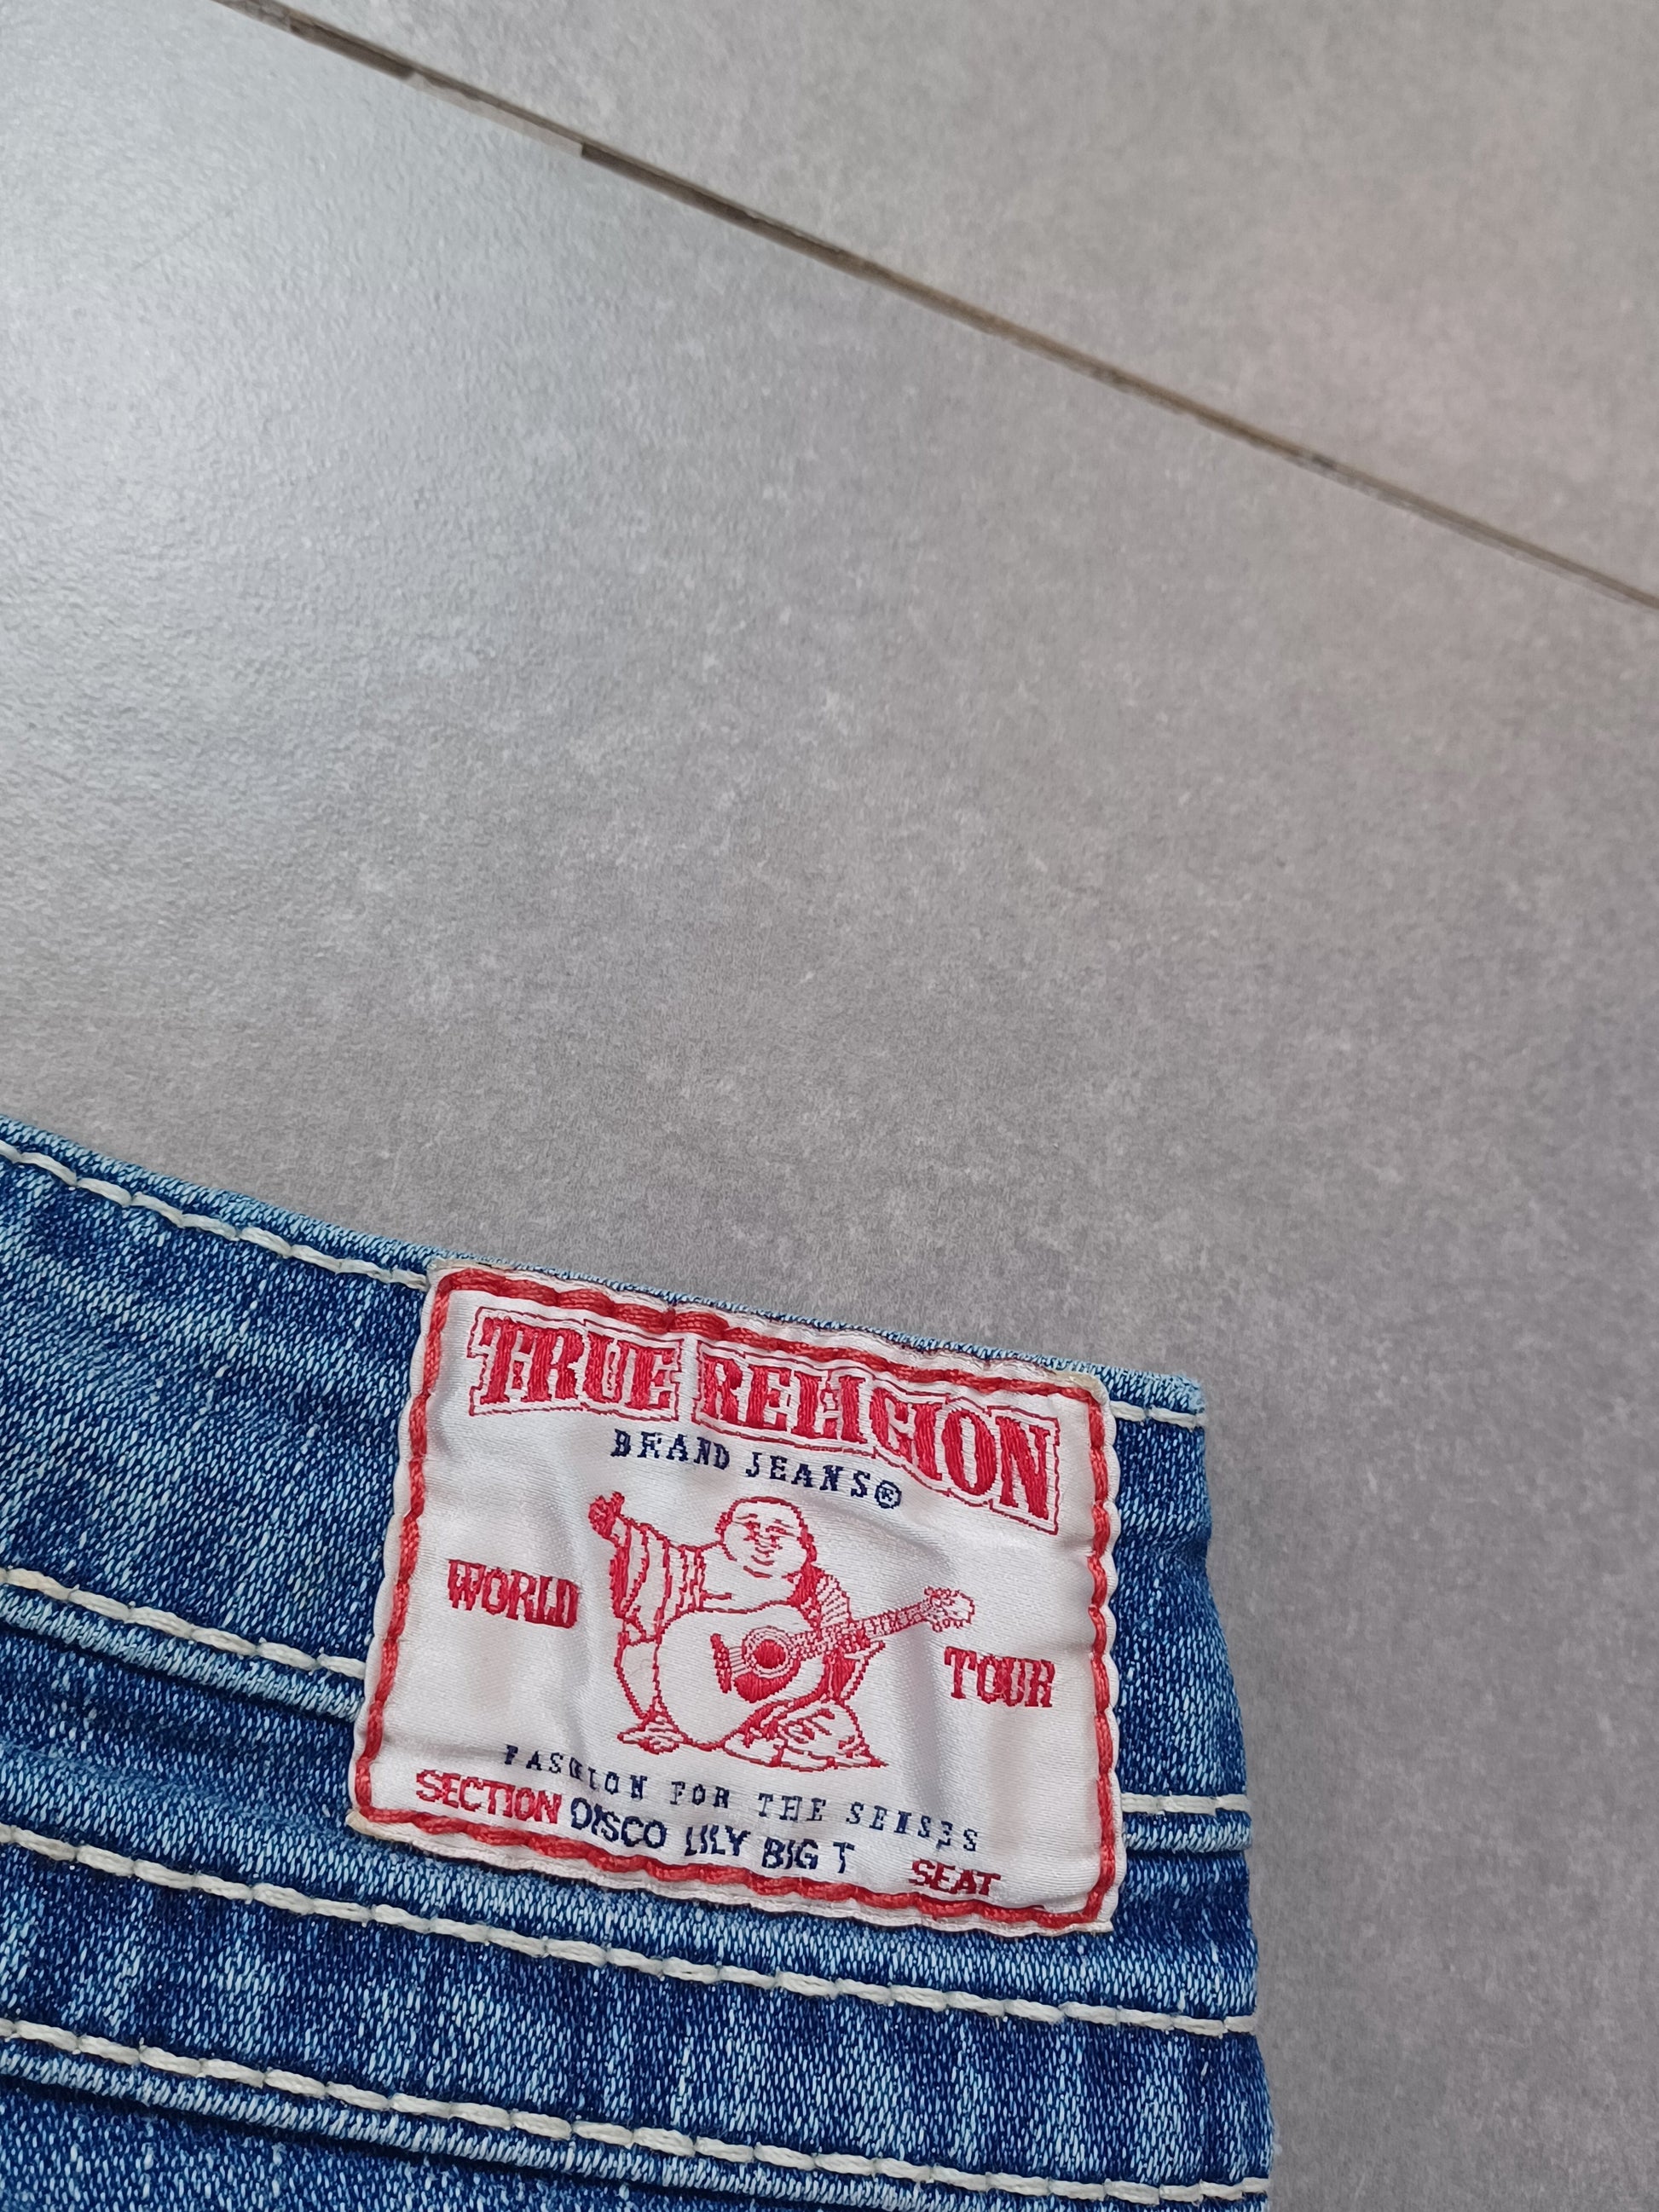 TRUE RELIGION
BRAND JEANS®
WORLD TOUR
FASHION FOR THE SENSES
SECTION DISCO LILY BIG T SEAT